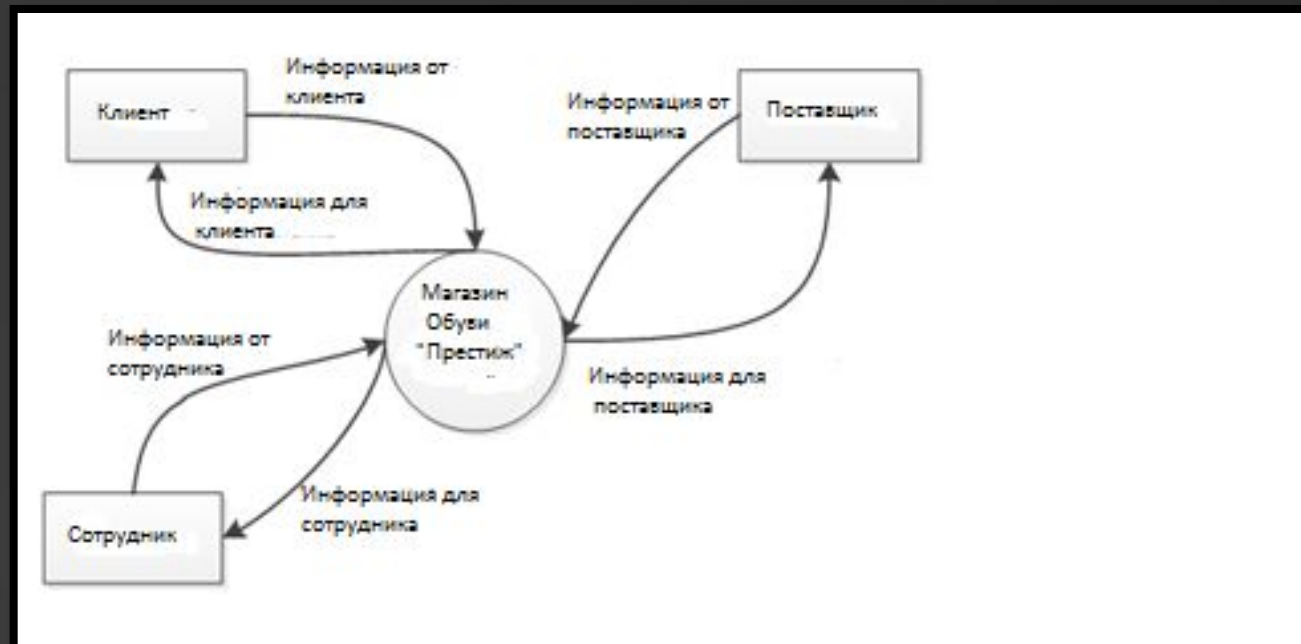 Клиент
Информация от
клиента
Информация от
поставщика
Поставщик
Информация для
клиента
Магазин
Обуви
"Престиж"
Информация от
сотрудника
Информация для
поставщика
Информация для
сотрудника
Сотрудник